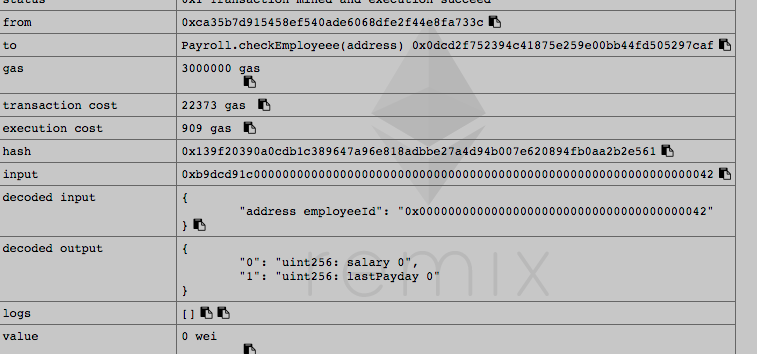 status 0x1 Transaction mined and execution succeed
from 0xca35b7d915458ef540ade6068dfe2f44e8fa733c
to Payroll.checkEmployeee(address) 0x0dcd2f752394c41875e259e00bb44fd505297caf
gas 3000000 gas
transaction cost 22373 gas
execution cost 909 gas
hash 0x139f20390a0cdb1c389647a96e818adbbe27a4d94b007e620894fb0aa2b2e561
input 0xb9dcd91c0000000000000000000000000000000000000000000000000000000000000042
decoded input {
"address employeeId": "0x0000000000000000000000000000000000000042"
}
decoded output {
"0": "uint256: salary 0",
"1": "uint256: lastPayday 0"
}
remix
logs []
value 0 wei